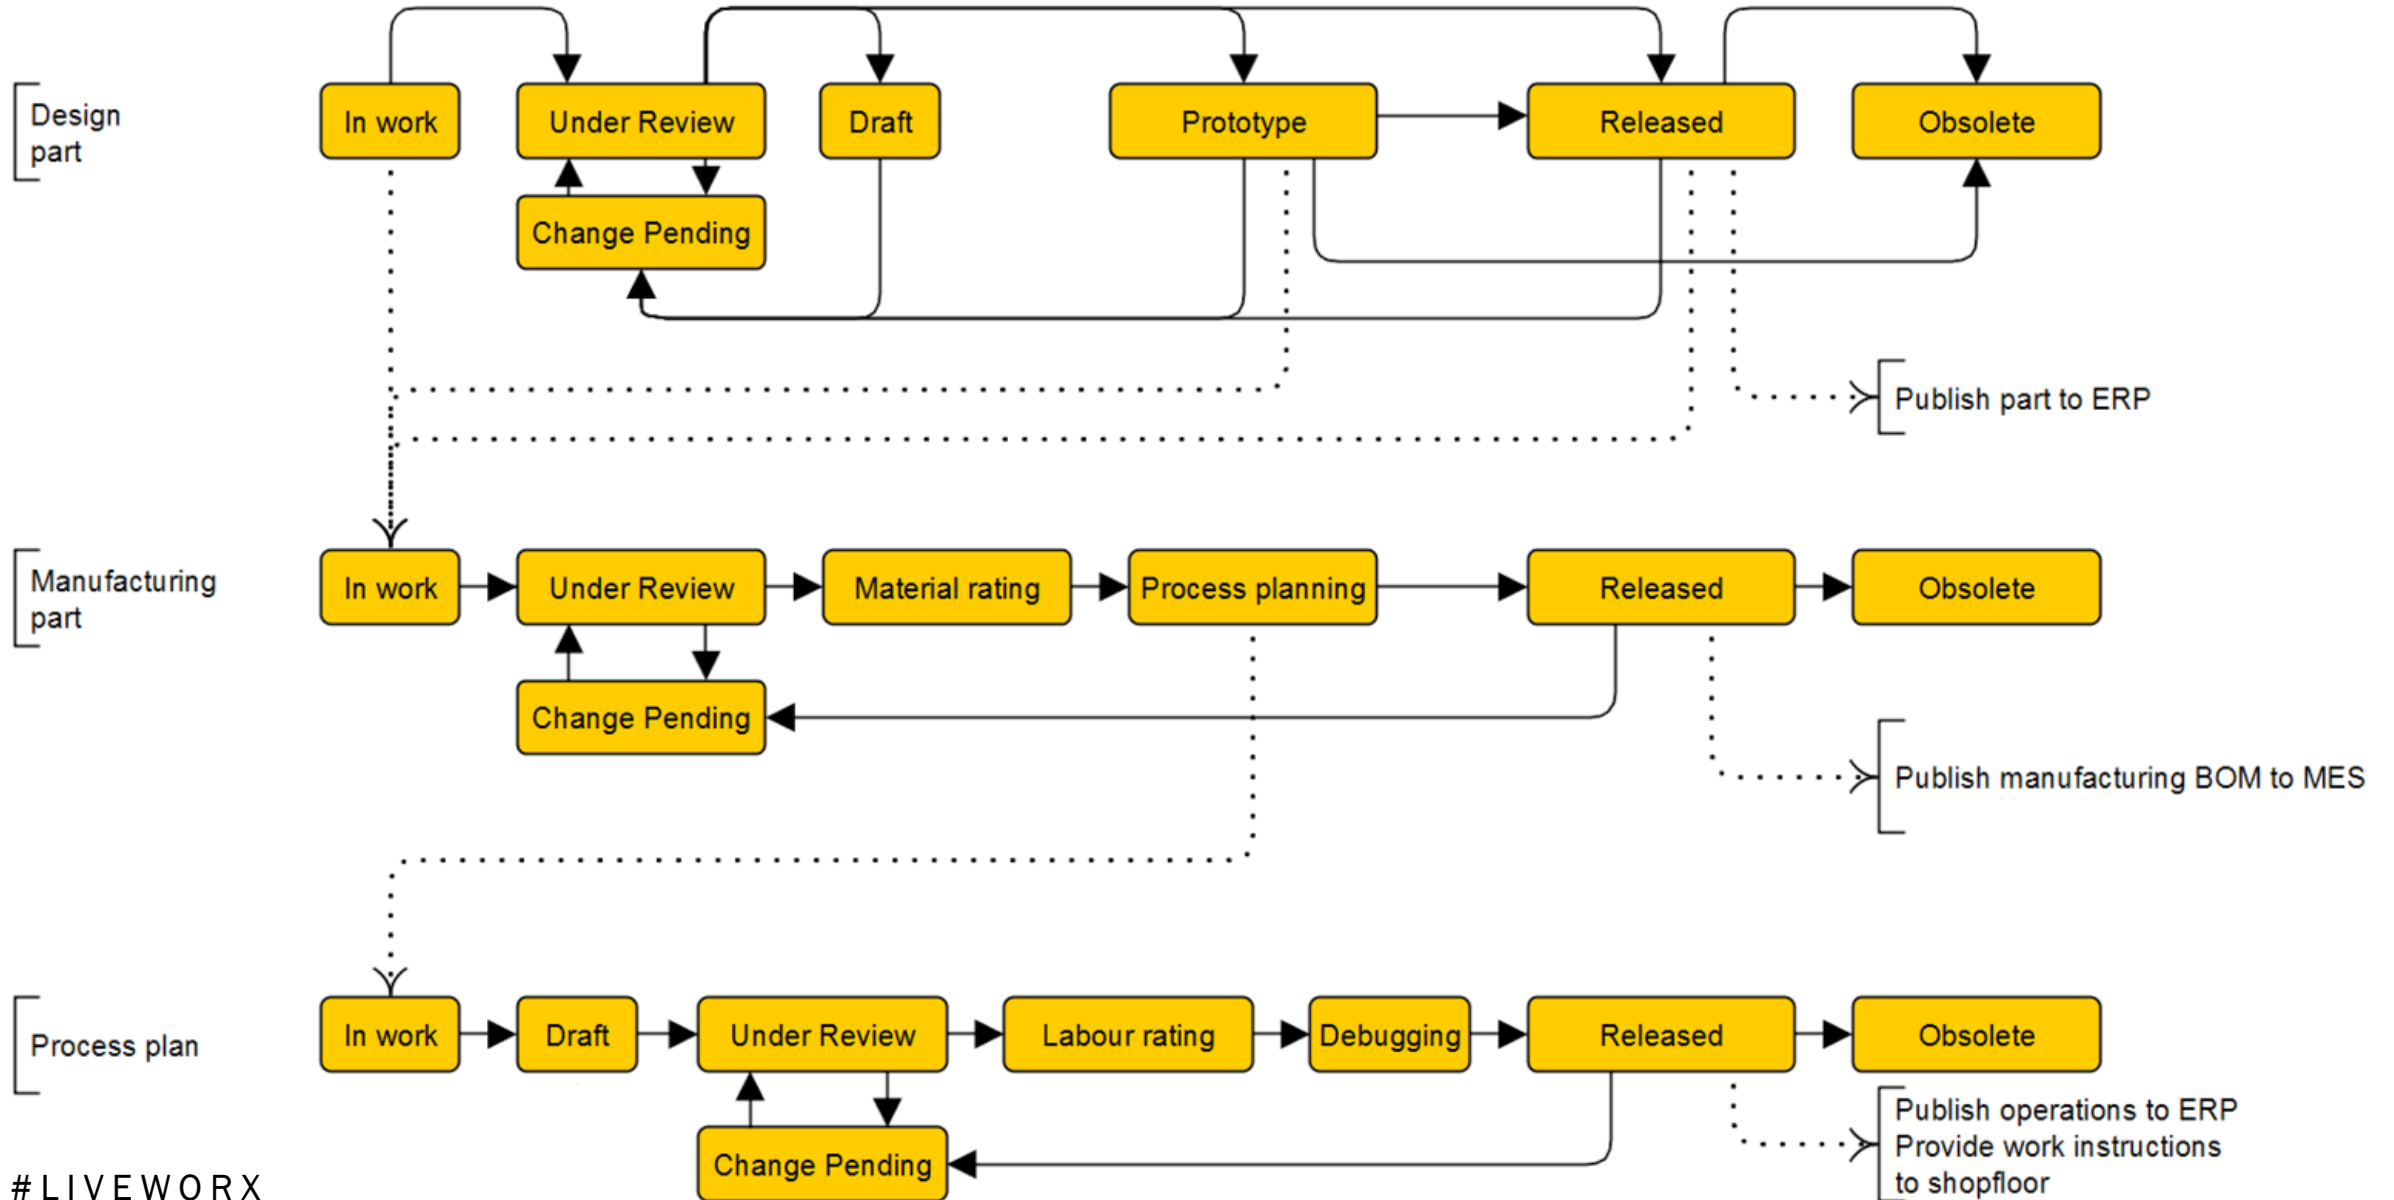 Design
part
In work
Under Review
Draft
Prototype
Released
Obsolete
Change Pending
Publish part to ERP
Manufacturing
part
In work
Under Review
Material rating
Process planning
Released
Obsolete
Change Pending
Publish manufacturing BOM to MES
Process plan
In work
Draft
Under Review
Labour rating
Debugging
Released
Obsolete
Change Pending
Publish operations to ERP
Provide work instructions
to shopfloor
#LIVEWORX